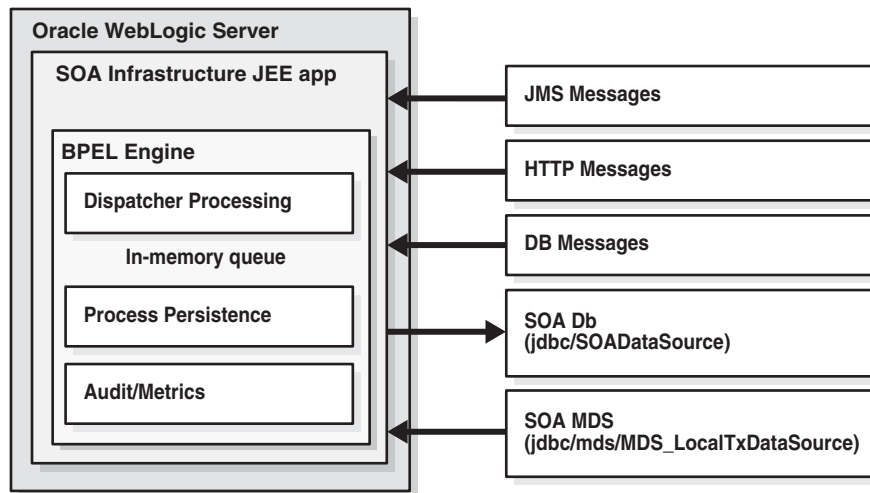 Oracle WebLogic Server
SOA Infrastructure JEE app
BPEL Engine
Dispatcher Processing
In-memory queue
Process Persistence
Audit/Metrics
JMS Messages
HTTP Messages
DB Messages
SOA Db
(jdbc/SOADataSource)
SOA MDS
(jdbc/mds/MDS_LocalTxDataSource)